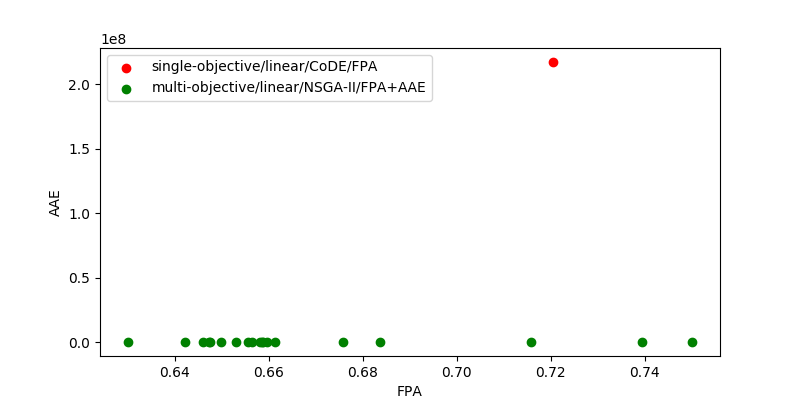 1e8
single-objective/linear/CoDE/FPA
multi-objective/linear/NSGA-II/FPA+AAE
2.0
1.5
1.0
0.5
0.0
AAE
0.64 0.66 0.68 0.70 0.72 0.74
FPA